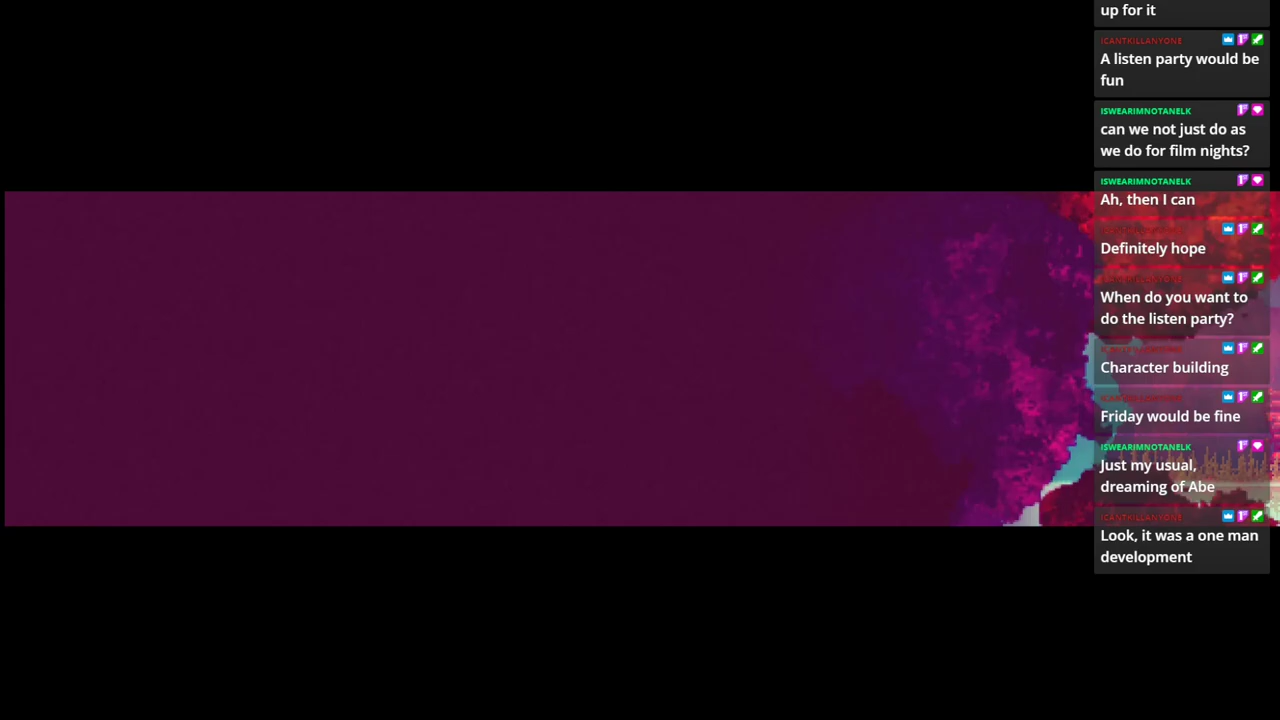 up for it
ICANTKILLANYONE
A listen party would be
fun
ISWEARIMNOTANELK
can we not just do as
we do for film nights?
ISWEARIMNOTANELK
Ah, then I can
Definitely hope
When do you want to
do the listen party?
Character building
Friday would be fine
ISWEARIMNOTANELK
Just my usual,
dreaming of Abe
ICANTKILLANYONE
Look, it was a one man
development